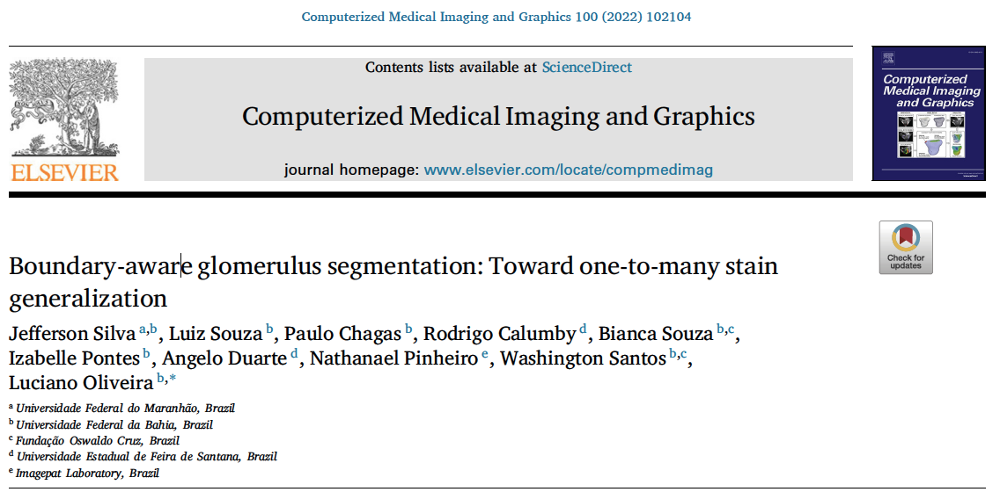 Computerized Medical Imaging and Graphics 100 (2022) 102104
Contents lists available at ScienceDirect
Computerized Medical Imaging and Graphics
journal homepage: www.elsevier.com/locate/compmedimag
ELSEVIER
Computerized
Medical Imaging
and Graphics
Check for
updates
Boundary-aware glomerulus segmentation: Toward one-to-many stain
generalization
Jefferson Silva a,b, Luiz Souza b, Paulo Chagas b, Rodrigo Calumby d, Bianca Souza b,c,
Izabelle Pontes b, Angelo Duarte d, Nathanael Pinheiro e, Washington Santos b,c,
Luciano Oliveira b,*
a Universidade Federal do Maranhão, Brazil
b Universidade Federal da Bahia, Brazil
c Fundação Oswaldo Cruz, Brazil
d Universidade Estadual de Feira de Santana, Brazil
e Imagepat Laboratory, Brazil